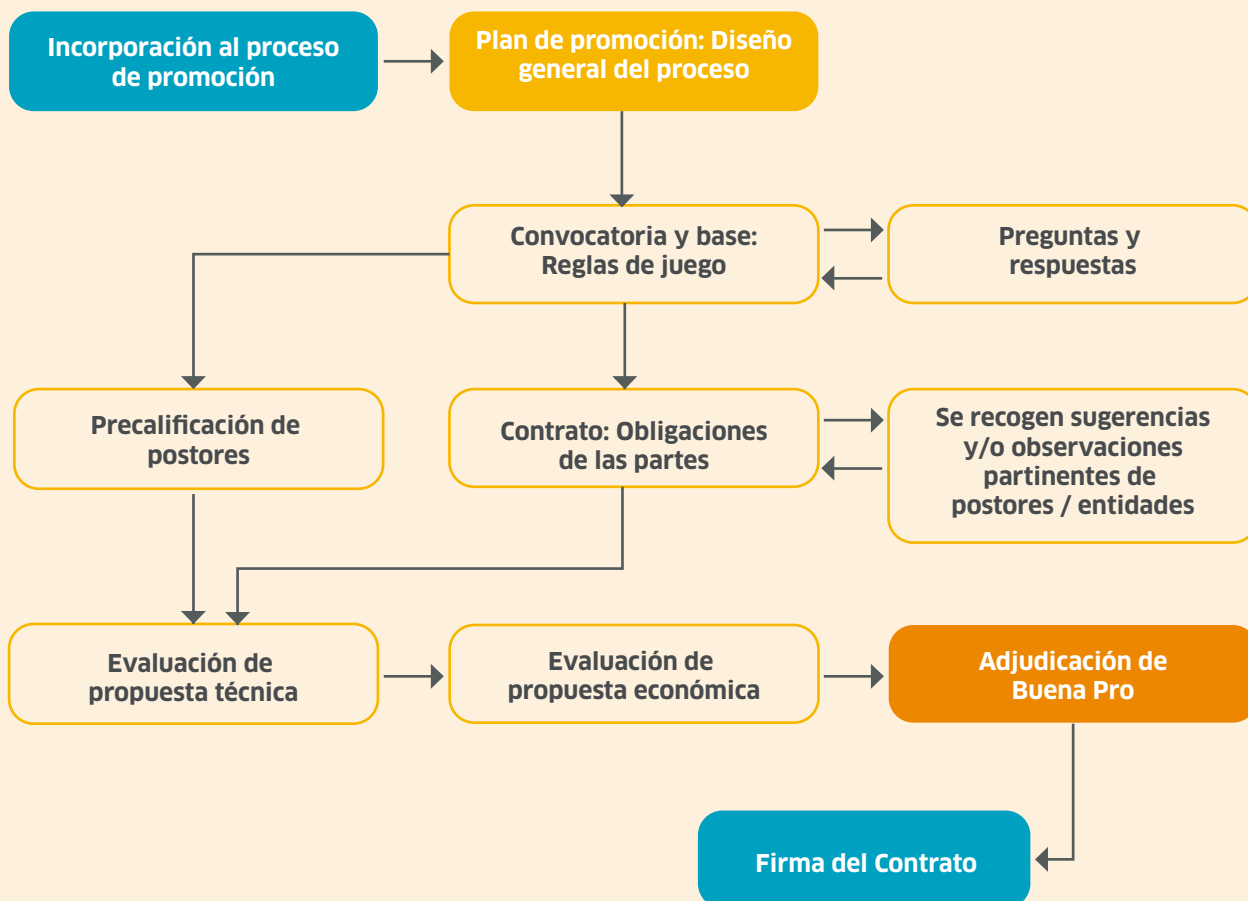 Incorporación al proceso
de promoción
Plan de promoción: Diseño
general del proceso
Convocatoria y base:
Reglas de juego
Preguntas y
respuestas
Precalificación de
postores
Contrato: Obligaciones
de las partes
Se recogen sugerencias
y/o observaciones
partinentes de
postores / entidades
Evaluación de
propuesta técnica
Evaluación de
propuesta económica
Adjudicación de
Buena Pro
Firma del Contrato